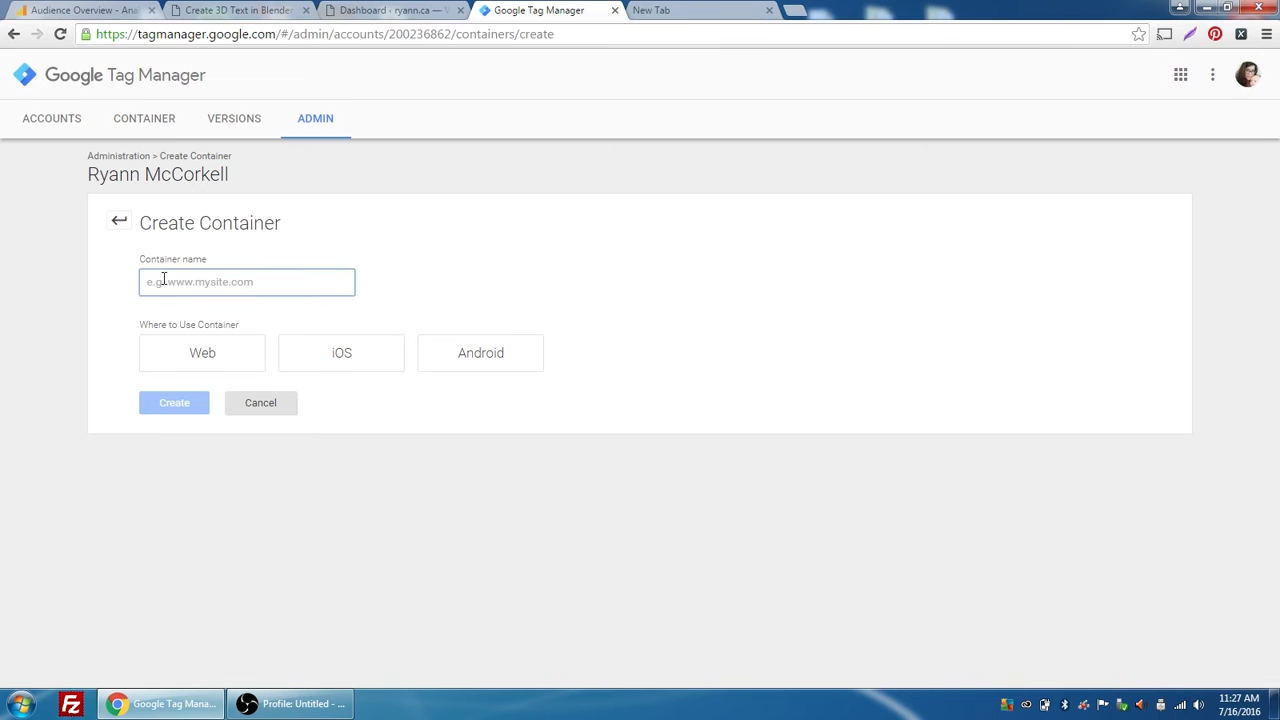 Audience Overview - Ana
Create 3D Text in Blender
Dashboard ‹ ryann.ca — W
Google Tag Manager
New Tab
https://tagmanager.google.com/#/admin/accounts/200236862/containers/create
Google Tag Manager
ACCOUNTS
CONTAINER
VERSIONS
ADMIN
Administration > Create Container
Ryann McCorkell
Create Container
Container name
e.g. www.mysite.com
Where to Use Container
Web
iOS
Android
Create
Cancel
Google Tag Mana...
Profile: Untitled - ...
11:27 AM
7/16/2016